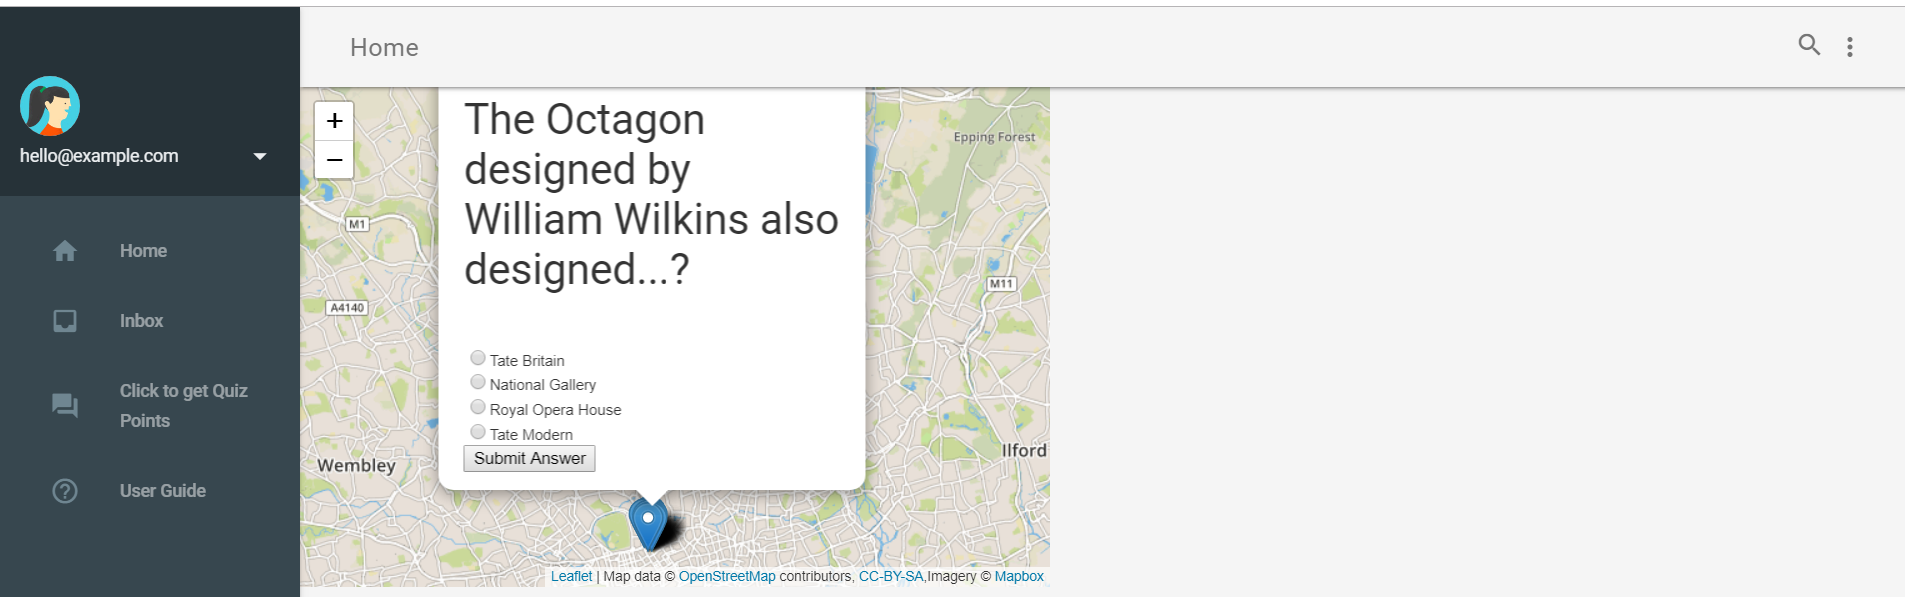 Home
hello@example.com
Home
Inbox
Click to get Quiz
Points
User Guide
+
−
The Octagon
designed by
William Wilkins also
designed...?
Tate Britain
National Gallery
Royal Opera House
Tate Modern
Submit Answer
Epping Forest
M1
M11
A4140
Wembley
Ilford
Leaflet | Map data © OpenStreetMap contributors, CC-BY-SA,Imagery © Mapbox